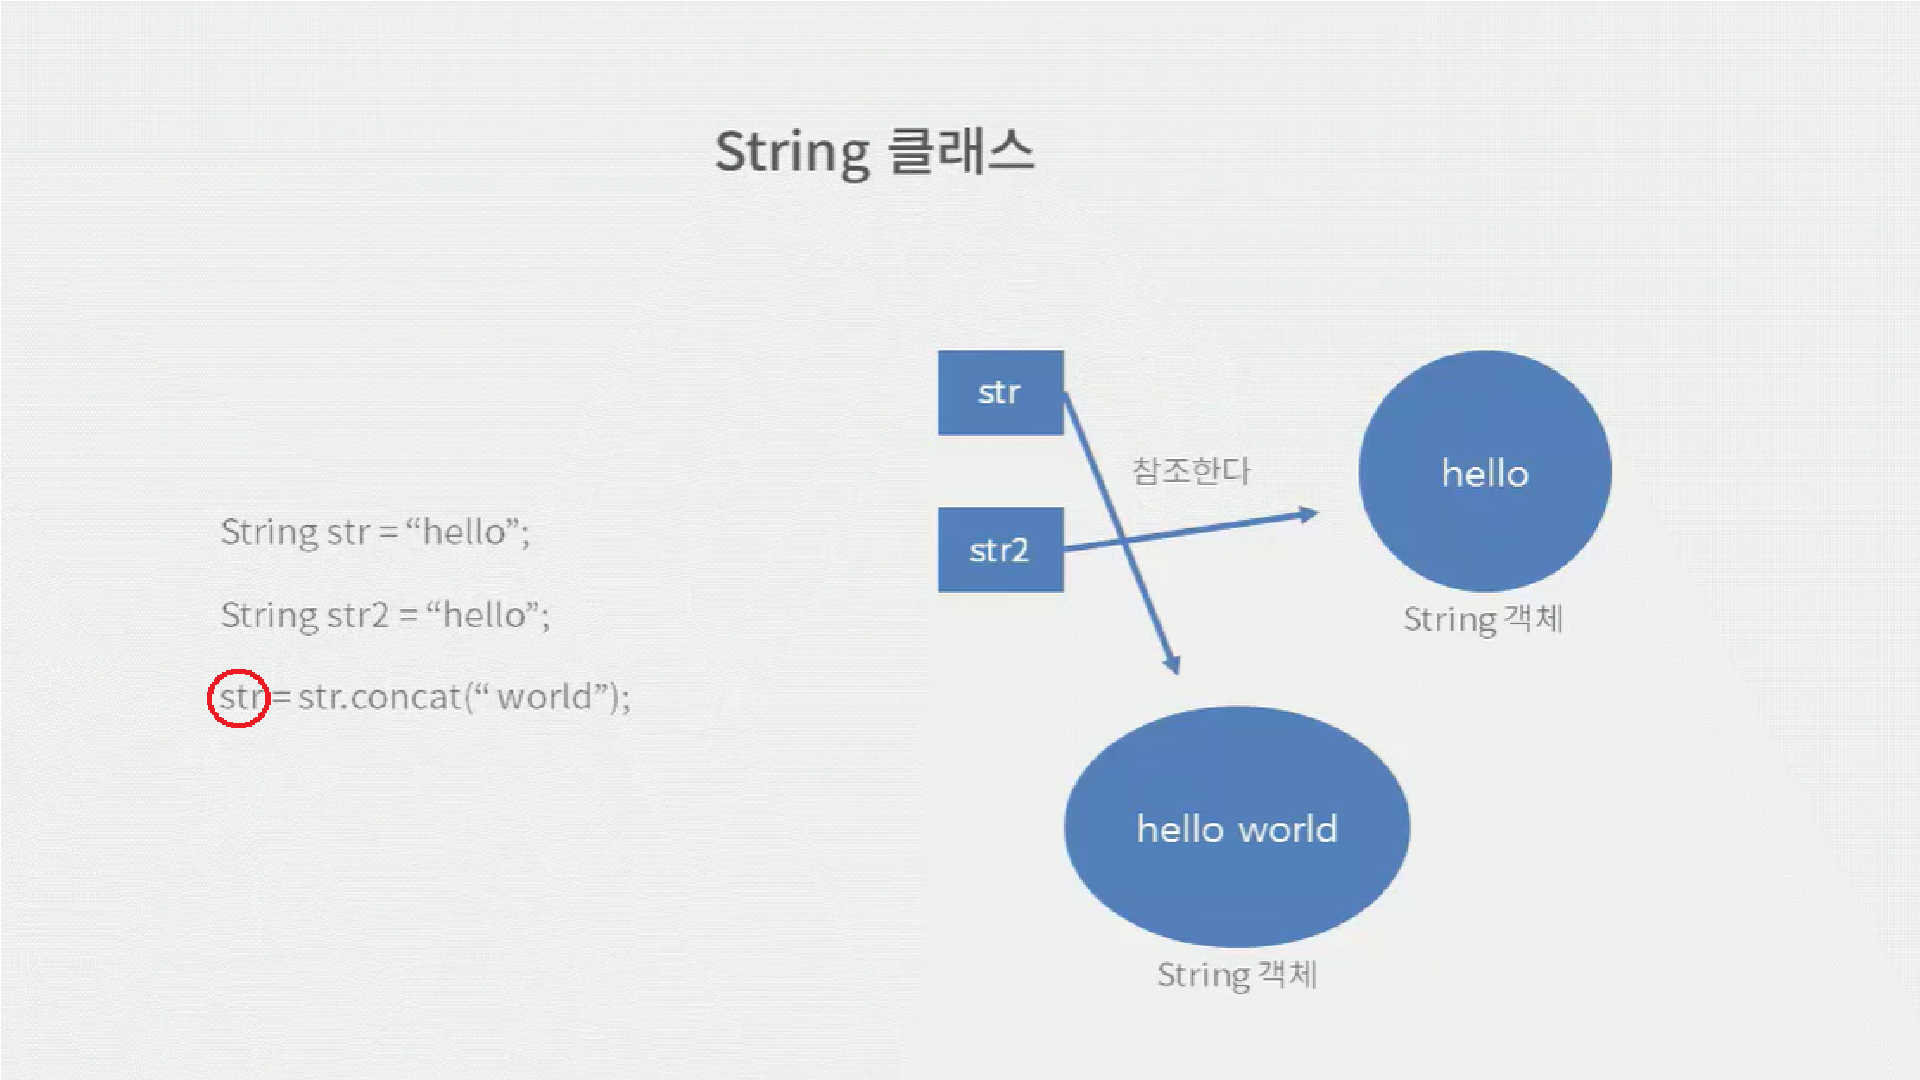 String 클래스
String str = “hello”;
String str2 = “hello”;
str = str.concat(“ world”);
str
str2
참조한다
hello
String 객체
hello world
String 객체